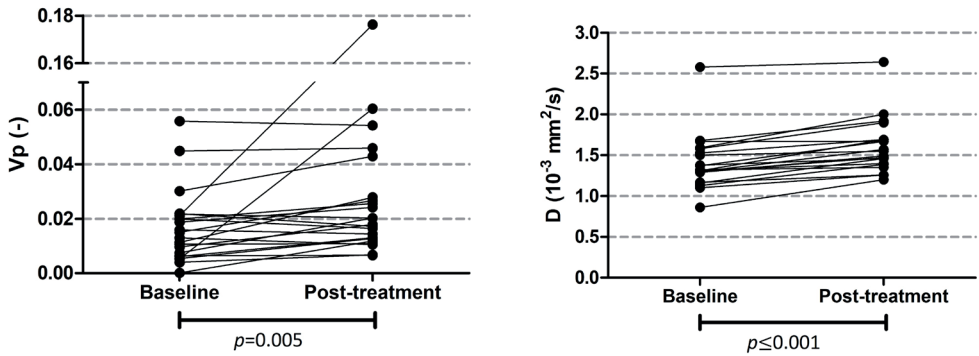 Vp (-)
0.18
0.16
0.06
0.04
0.02
0.00
Baseline
Post-treatment
p=0.005
D (10⁻³ mm²/s)
3.0
2.5
2.0
1.5
1.0
0.5
0.0
Baseline
Post-treatment
p≤0.001